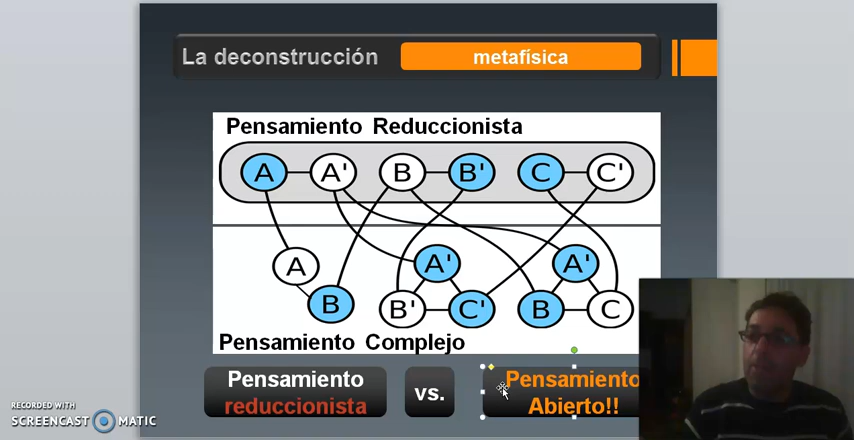 La deconstrucción
metafísica
Pensamiento Reduccionista
A A' B B' C C'
A' A'
A
B B' C' B C
Pensamiento Complejo
Pensamiento
reduccionista
vs.
Pensamiento
Abierto!!
RECORDED WITH
SCREENCAST MATIC